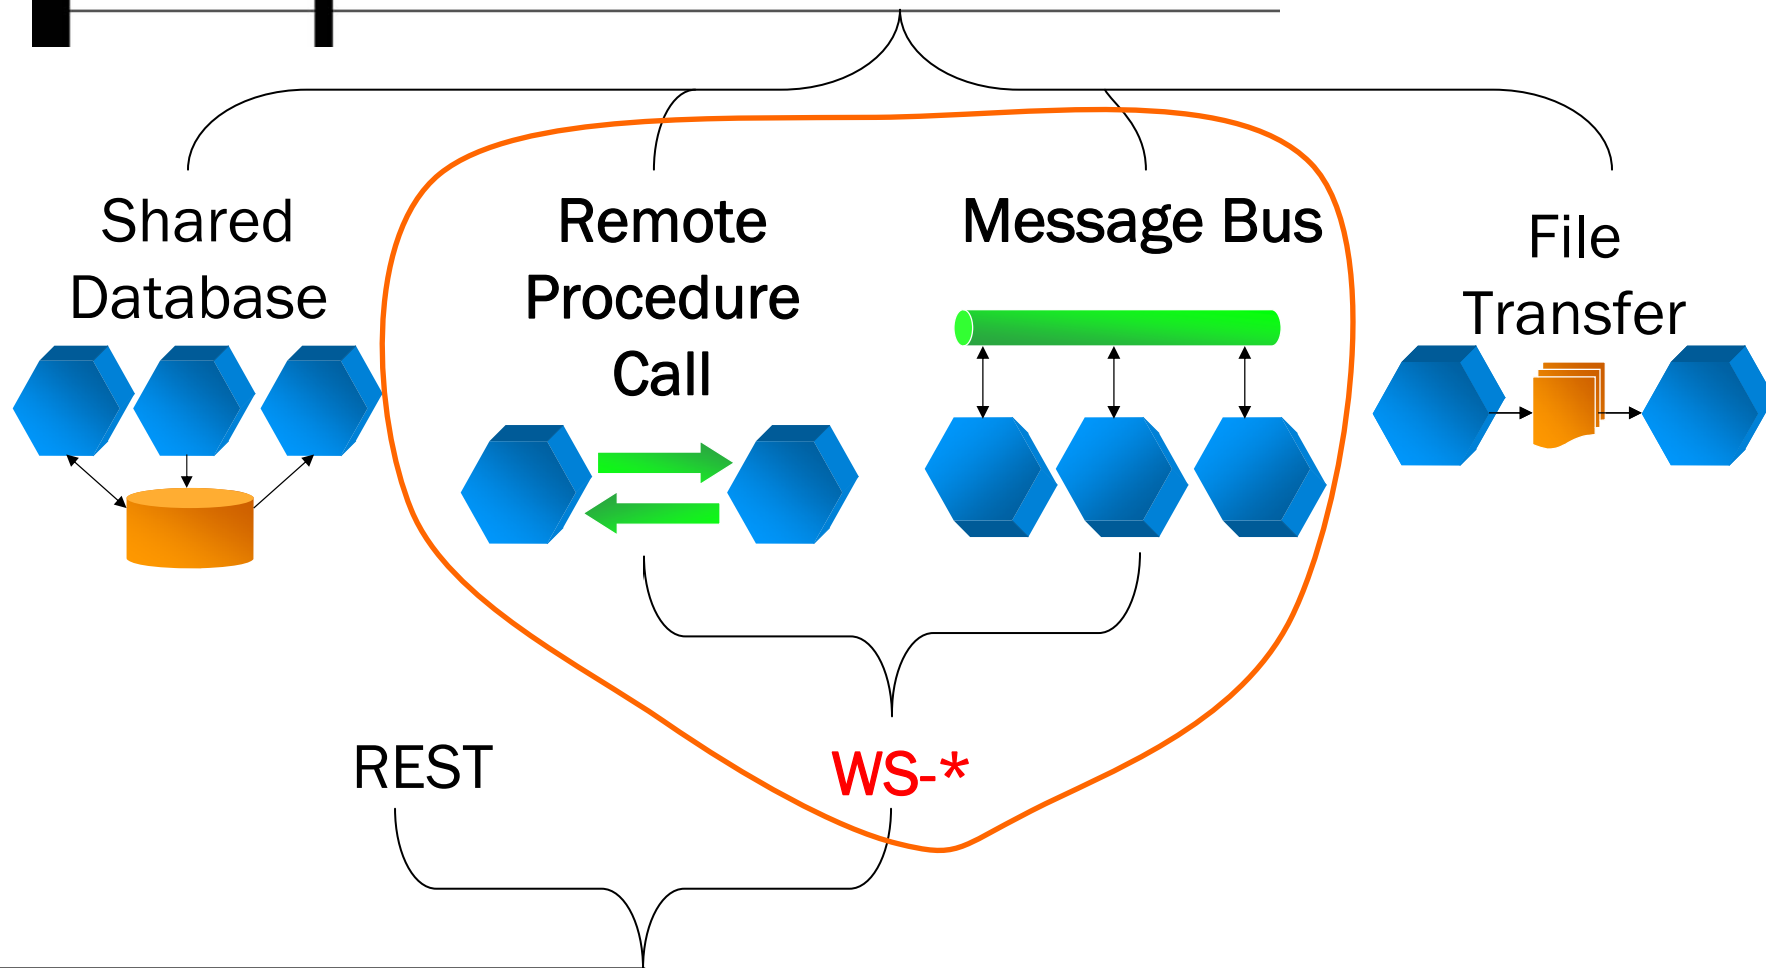 Shared
Database
Remote
Procedure
Call
Message Bus
File
Transfer
REST
WS-*